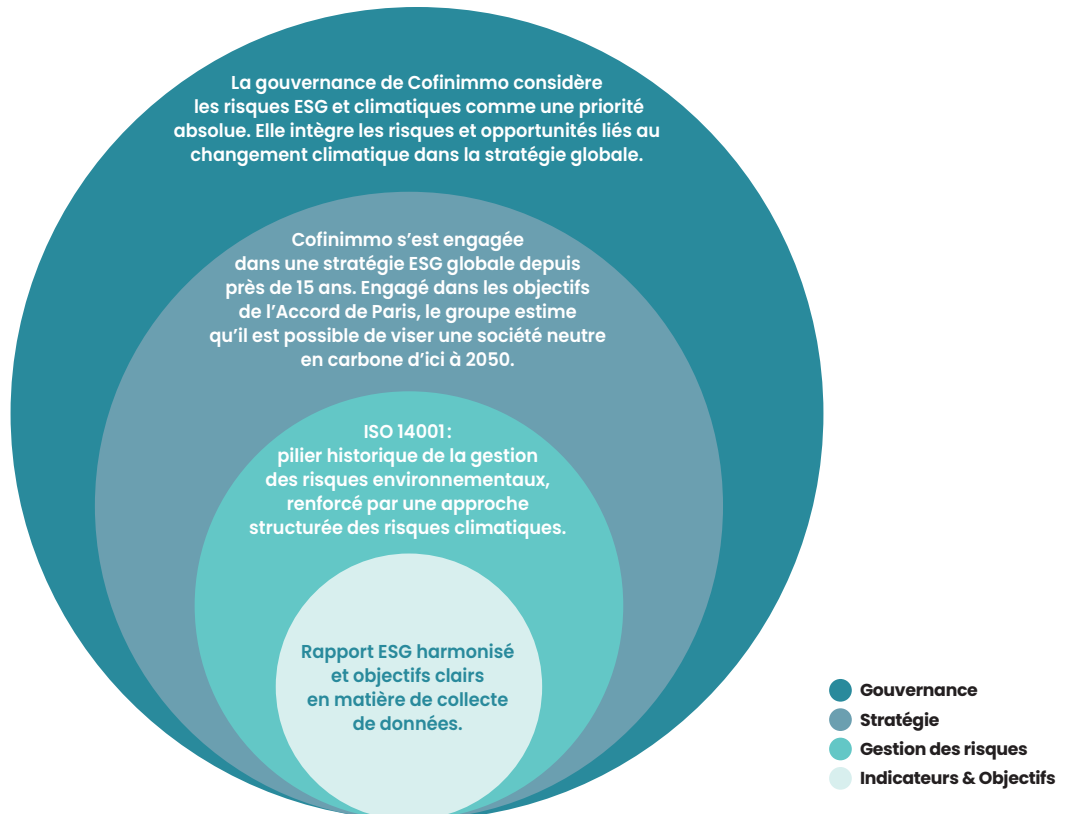 La gouvernance de Cofinimmo considère
les risques ESG et climatiques comme une priorité
absolue. Elle intègre les risques et opportunités liés au
changement climatique dans la stratégie globale.
Cofinimmo s’est engagée
dans une stratégie ESG globale depuis
près de 15 ans. Engagé dans les objectifs
de l’Accord de Paris, le groupe estime
qu’il est possible de viser une société neutre
en carbone d’ici à 2050.
ISO 14001 :
pilier historique de la gestion
des risques environnementaux,
renforcé par une approche
structurée des risques climatiques.
Rapport ESG harmonisé
et objectifs clairs
en matière de collecte
de données.
Gouvernance
Stratégie
Gestion des risques
Indicateurs & Objectifs